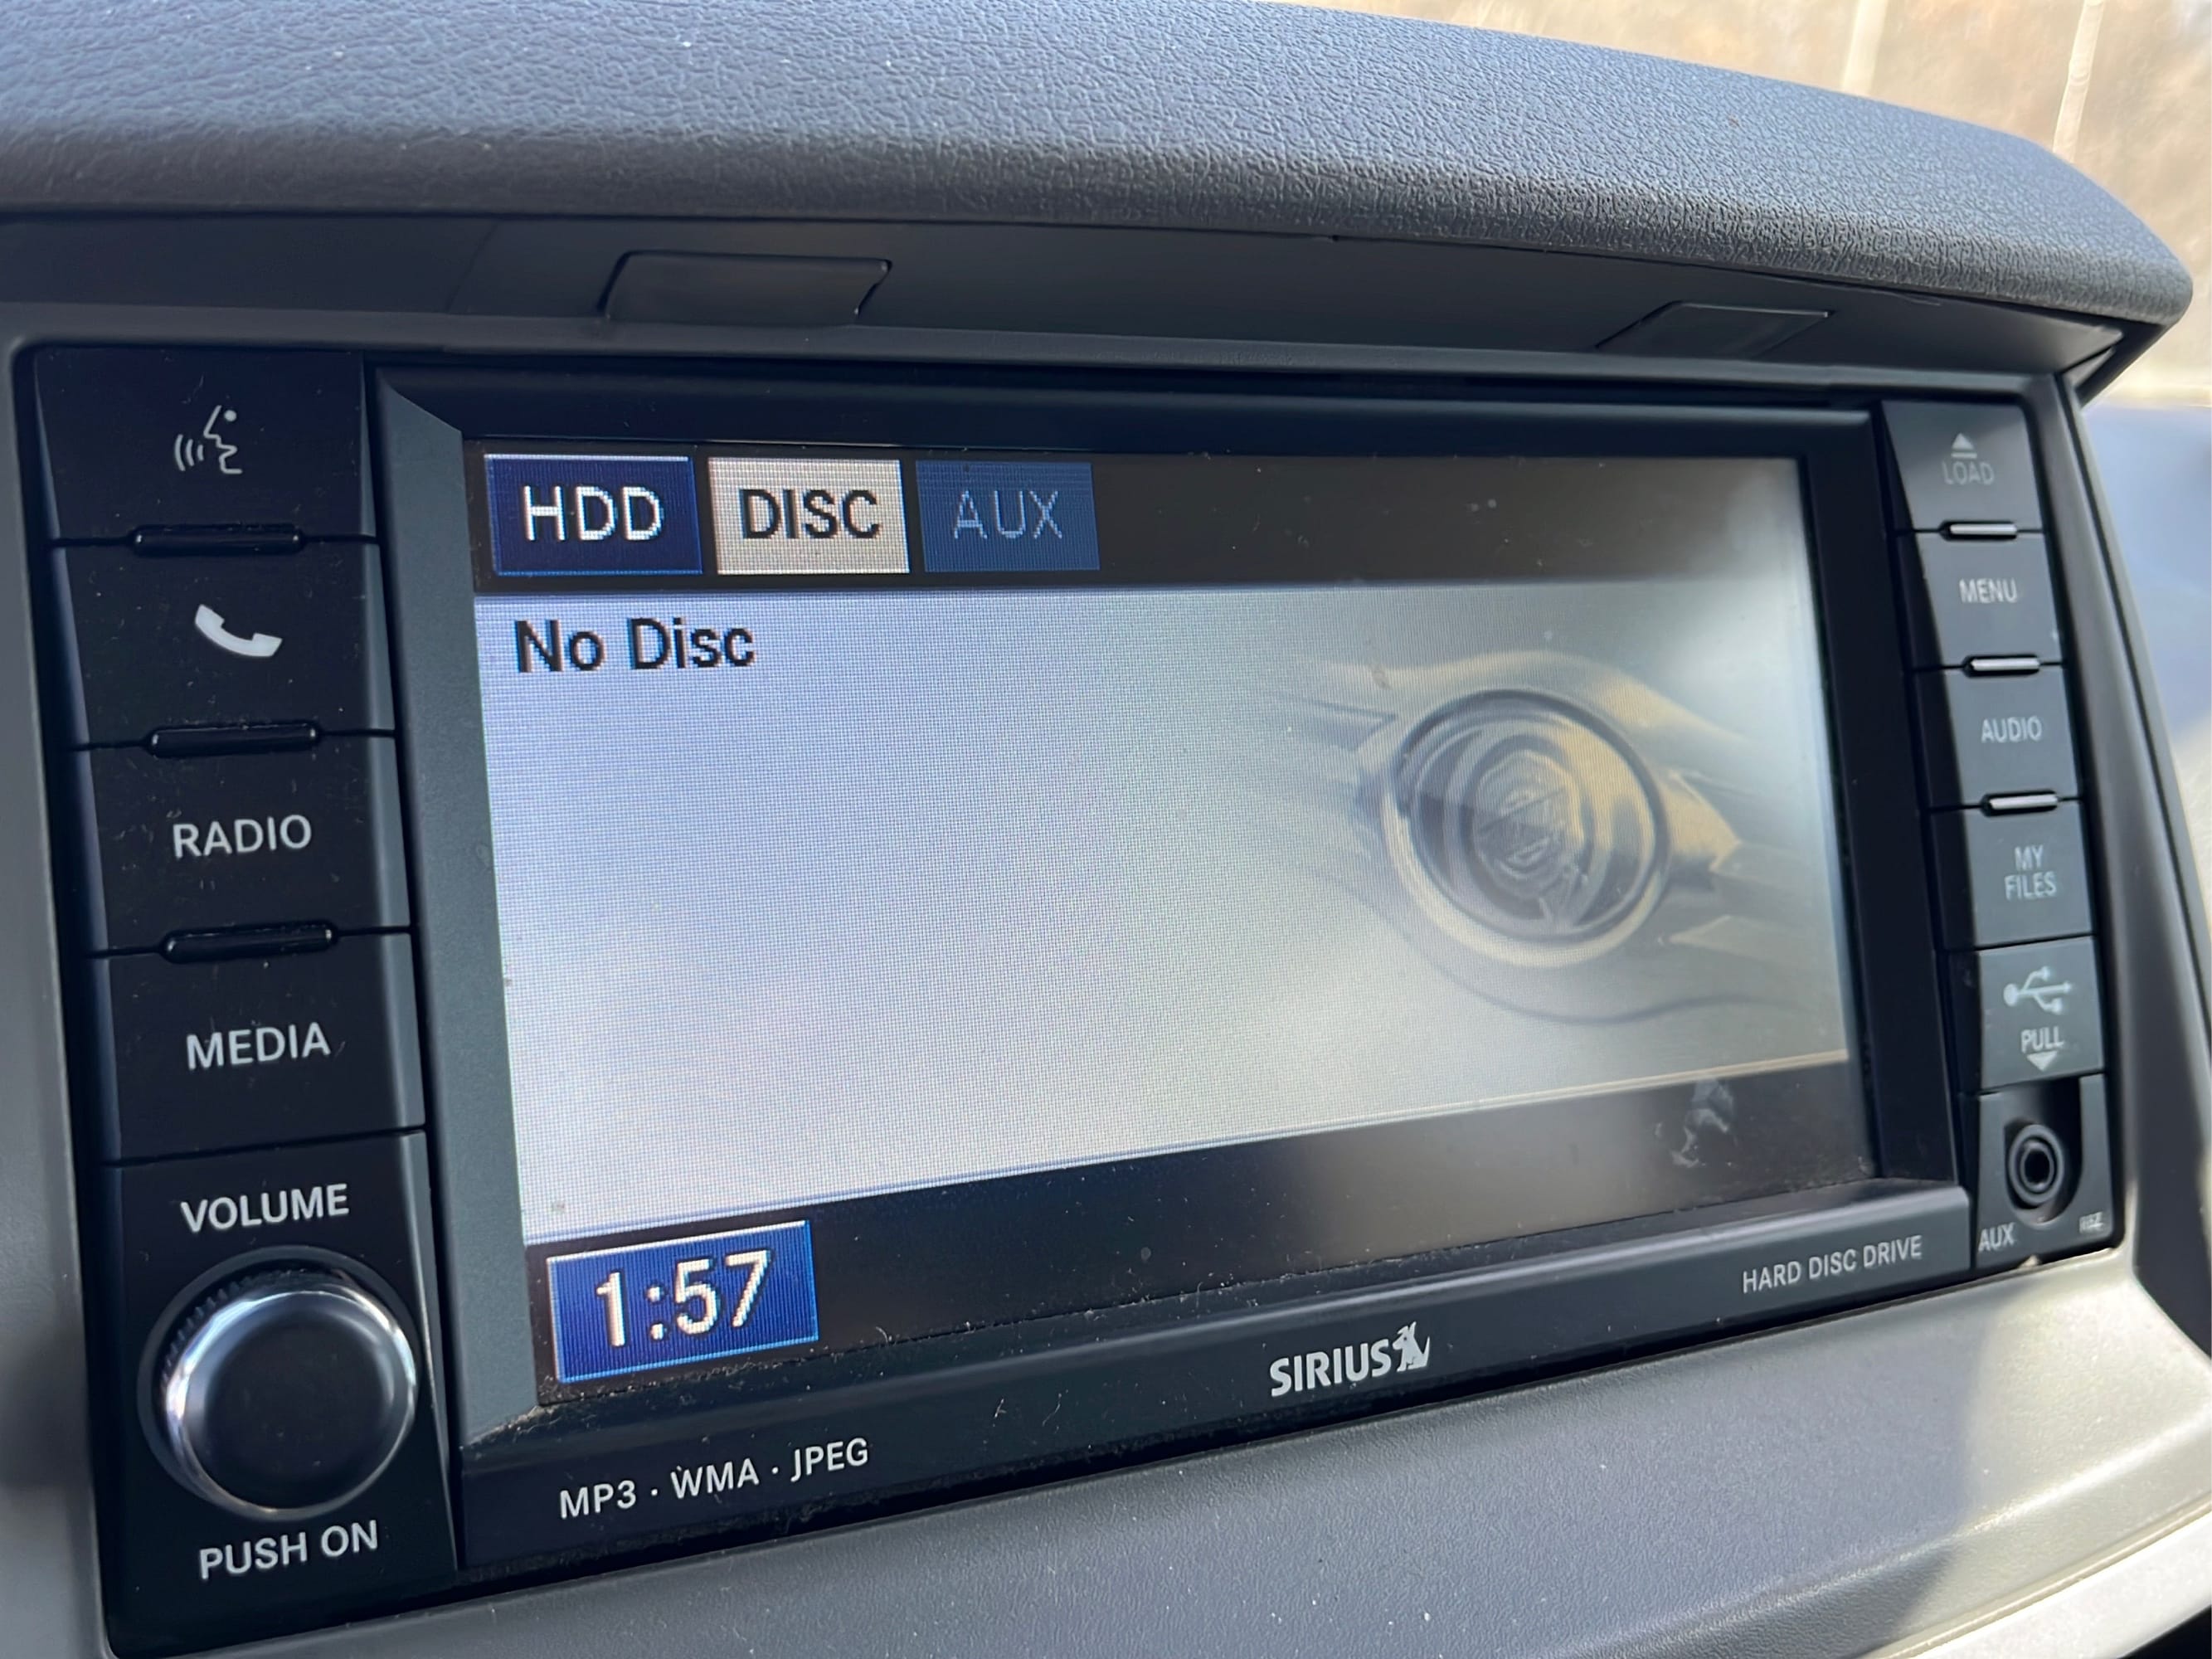 HDD DISC AUX
No Disc
1:57
RADIO
MEDIA
VOLUME
PUSH ON
MP3 · WMA · JPEG
SIRIUS
HARD DISC DRIVE
LOAD
MENU
AUDIO
MY
FILES
PULL
AUX
RBZ